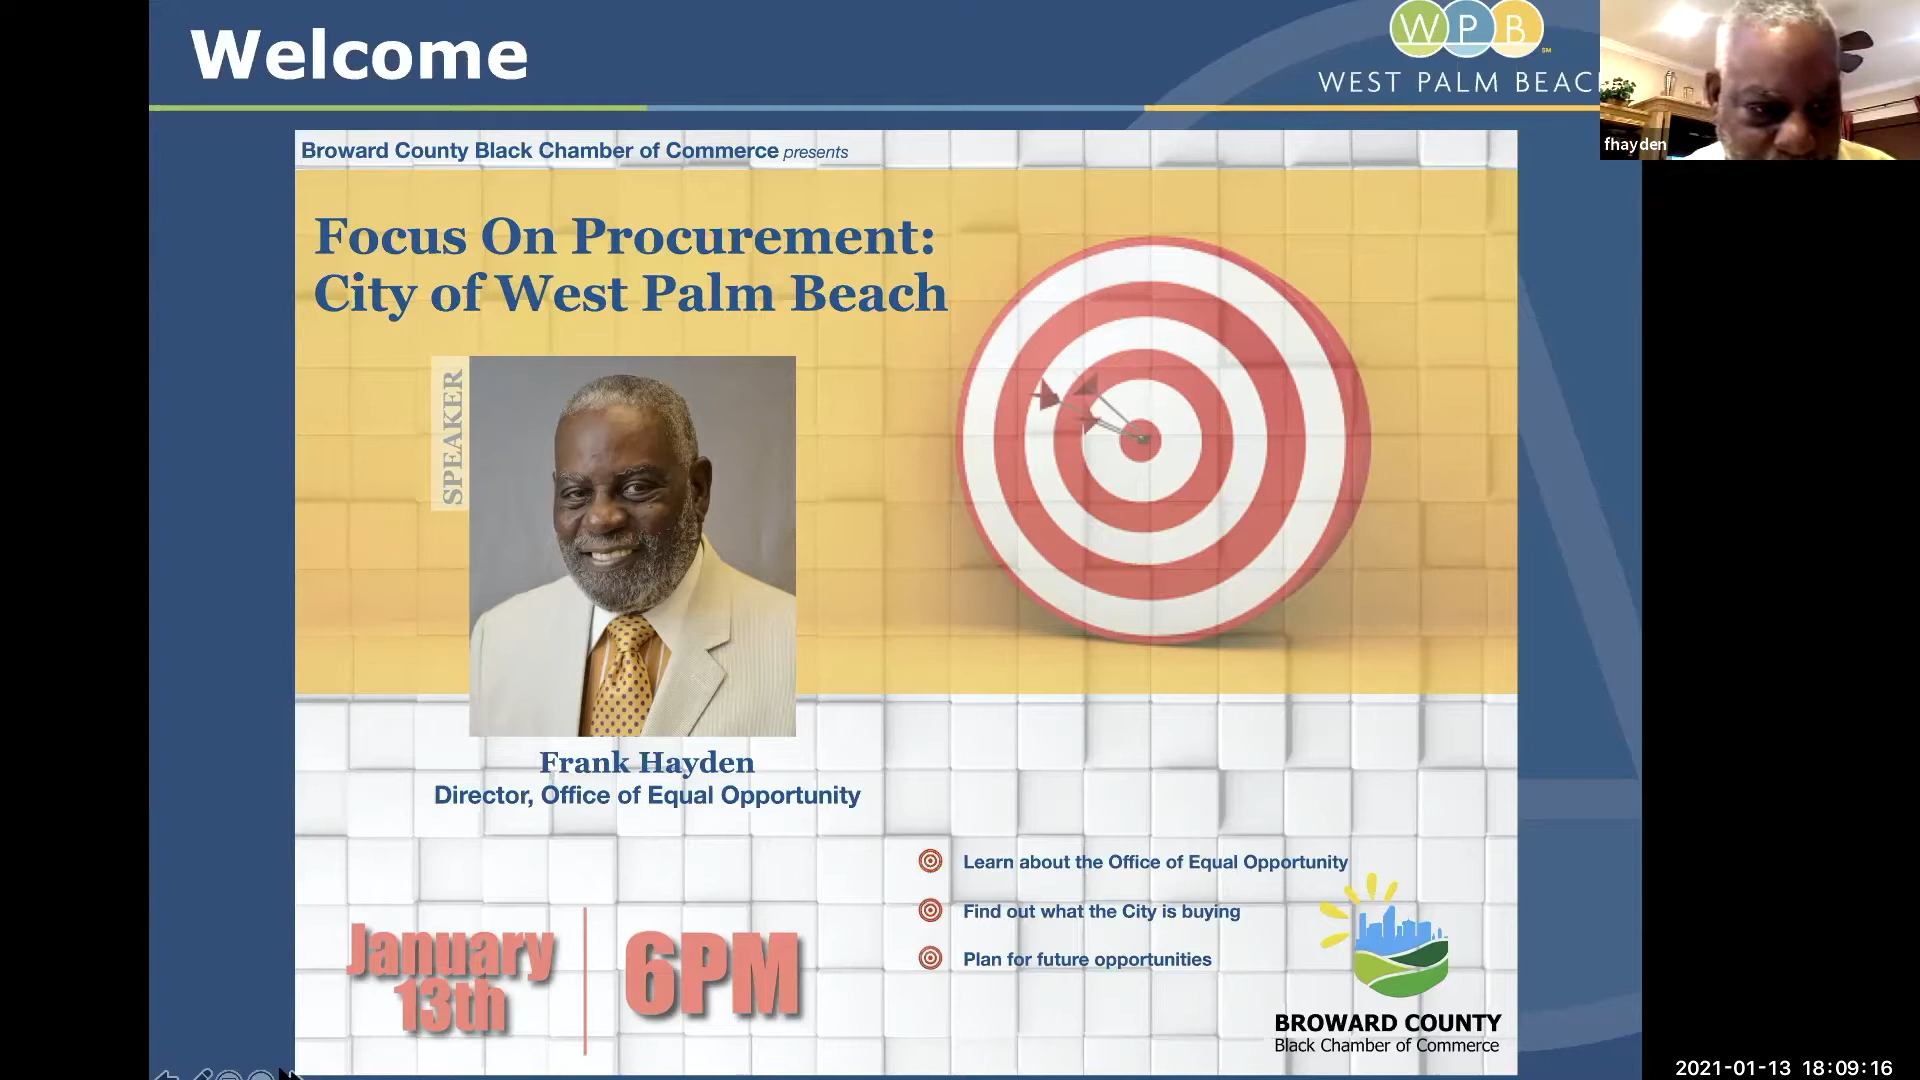 Welcome
W P B
SM
WEST PALM BEAC
fhayden
Broward County Black Chamber of Commerce presents
Focus On Procurement:
City of West Palm Beach
SPEAKER
Frank Hayden
Director, Office of Equal Opportunity
Learn about the Office of Equal Opportunity
Find out what the City is buying
Plan for future opportunities
January
13th
6PM
BROWARD COUNTY
Black Chamber of Commerce
2021-01-13 18:09:16